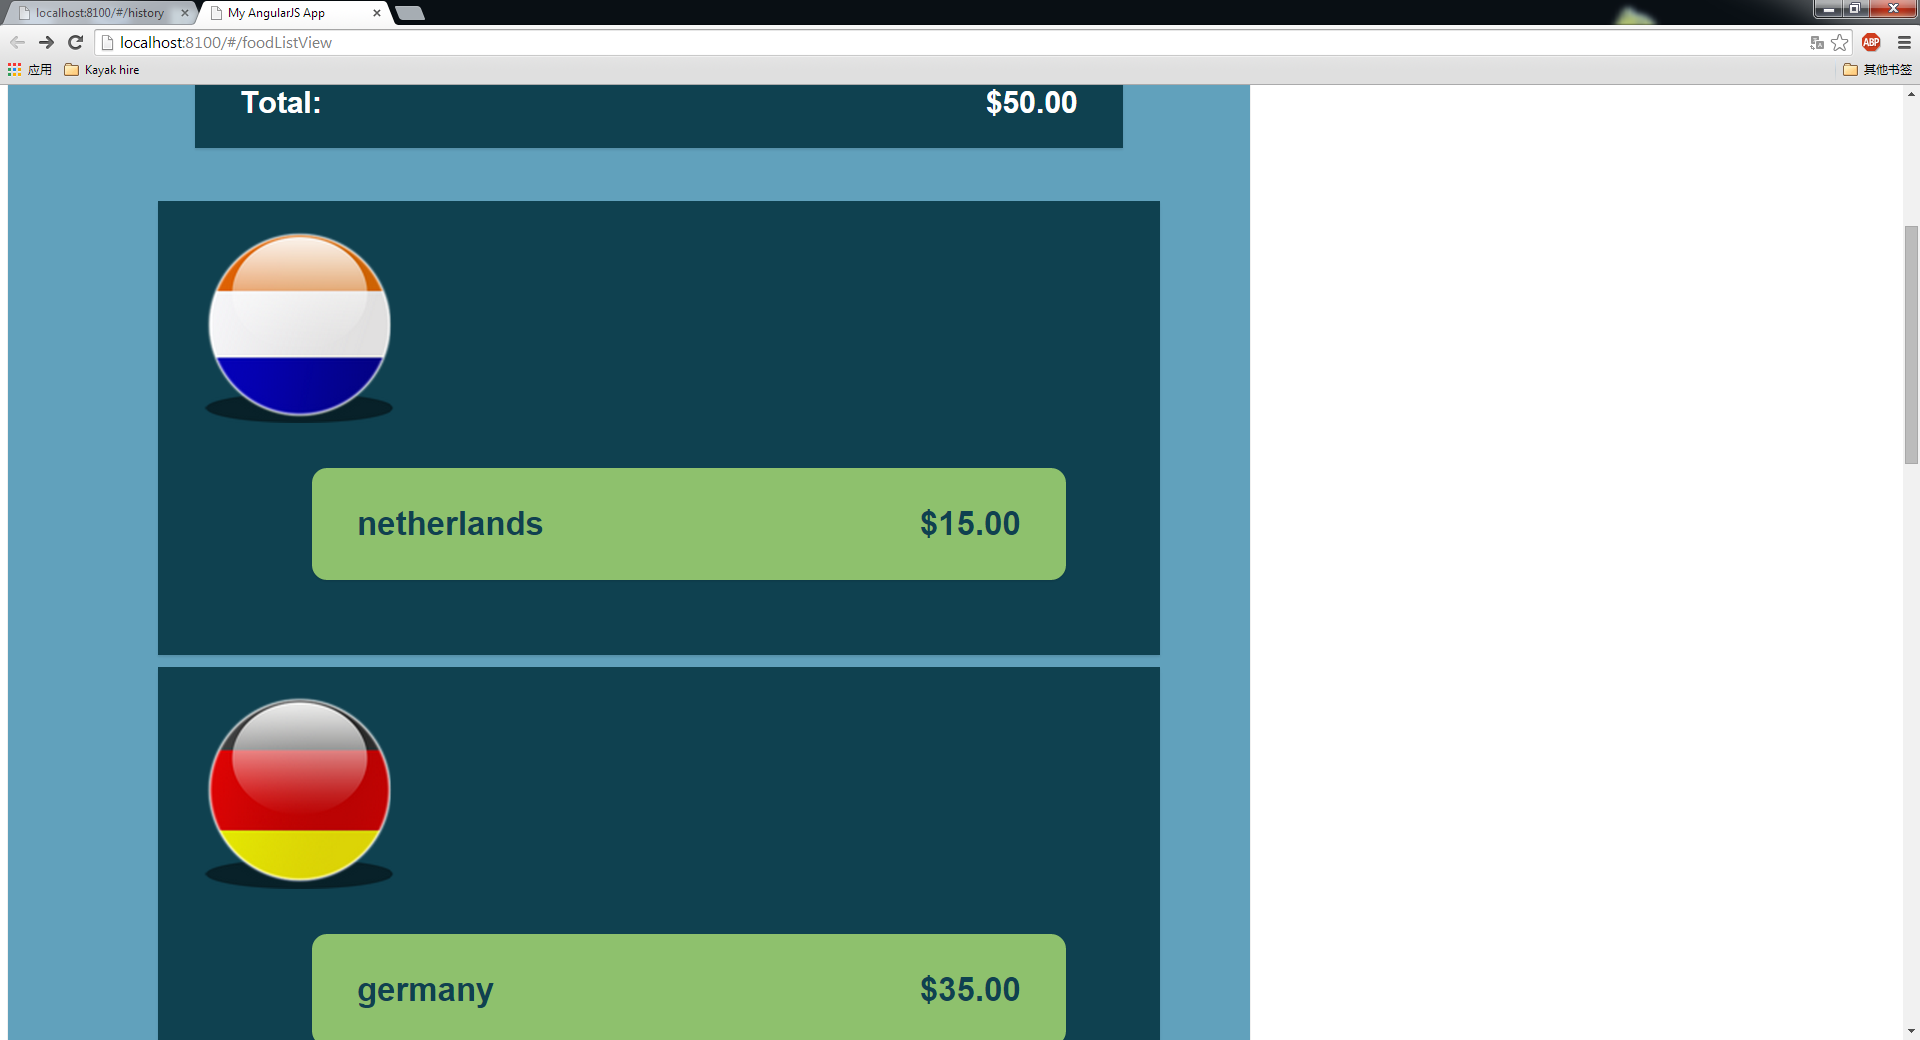 localhost:8100/#/history
My AngularJS App
localhost:8100/#/foodListView
ABP
应用
Kayak hire
其他书签
Total: $50.00
netherlands $15.00
germany $35.00